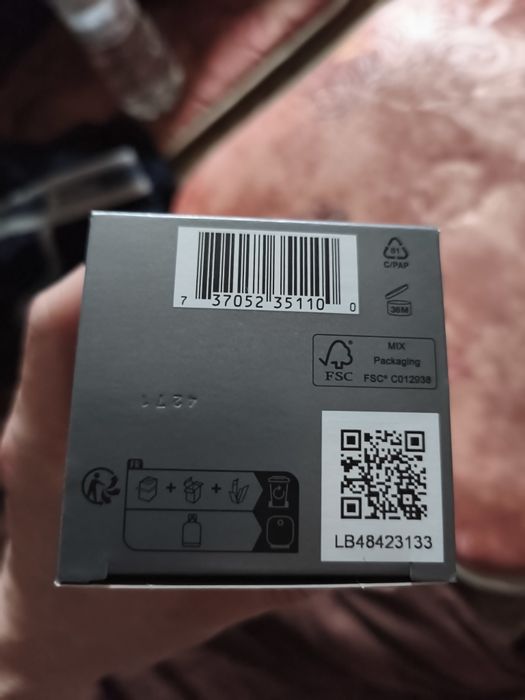 7 37052 35110 0
81
C/PAP
36M
MIX
Packaging
FSC
FSC® C012938
4271
FR
LB48423133